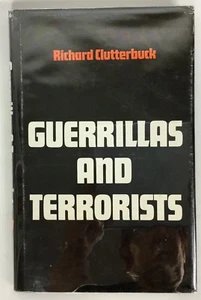 Richard Clutterbuck
GUERRILLAS
AND
TERRORISTS